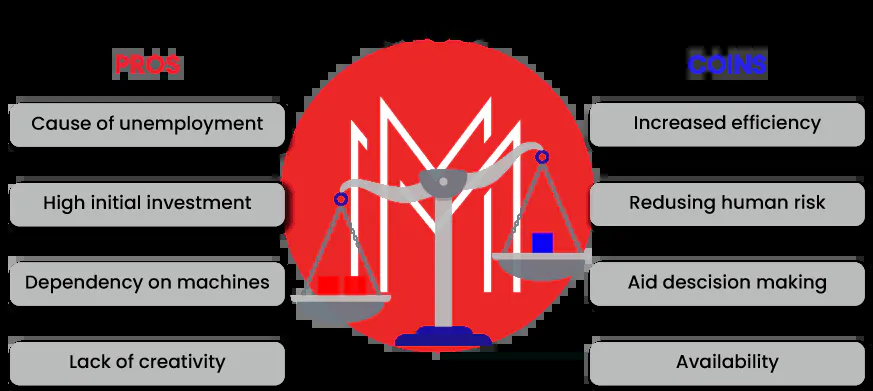 PROS
COINS
Cause of unemployment
Increased efficiency
High initial investment
Redusing human risk
Dependency on machines
Aid descision making
Lack of creativity
Availability